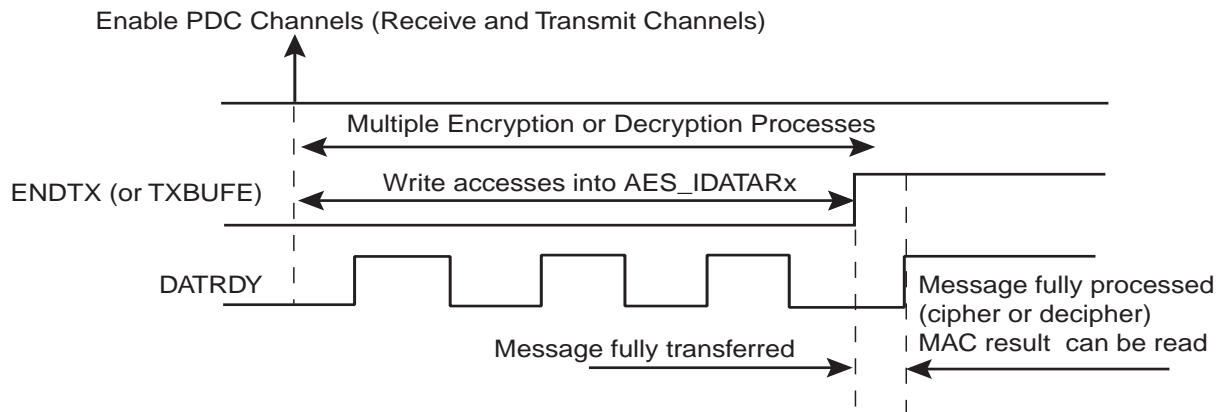 Enable PDC Channels (Receive and Transmit Channels)
Multiple Encryption or Decryption Processes
ENDTX (or TXBUFE)
Write accesses into AES_IDATARx
DATRDY
Message fully processed
(cipher or decipher)
MAC result can be read
Message fully transferred